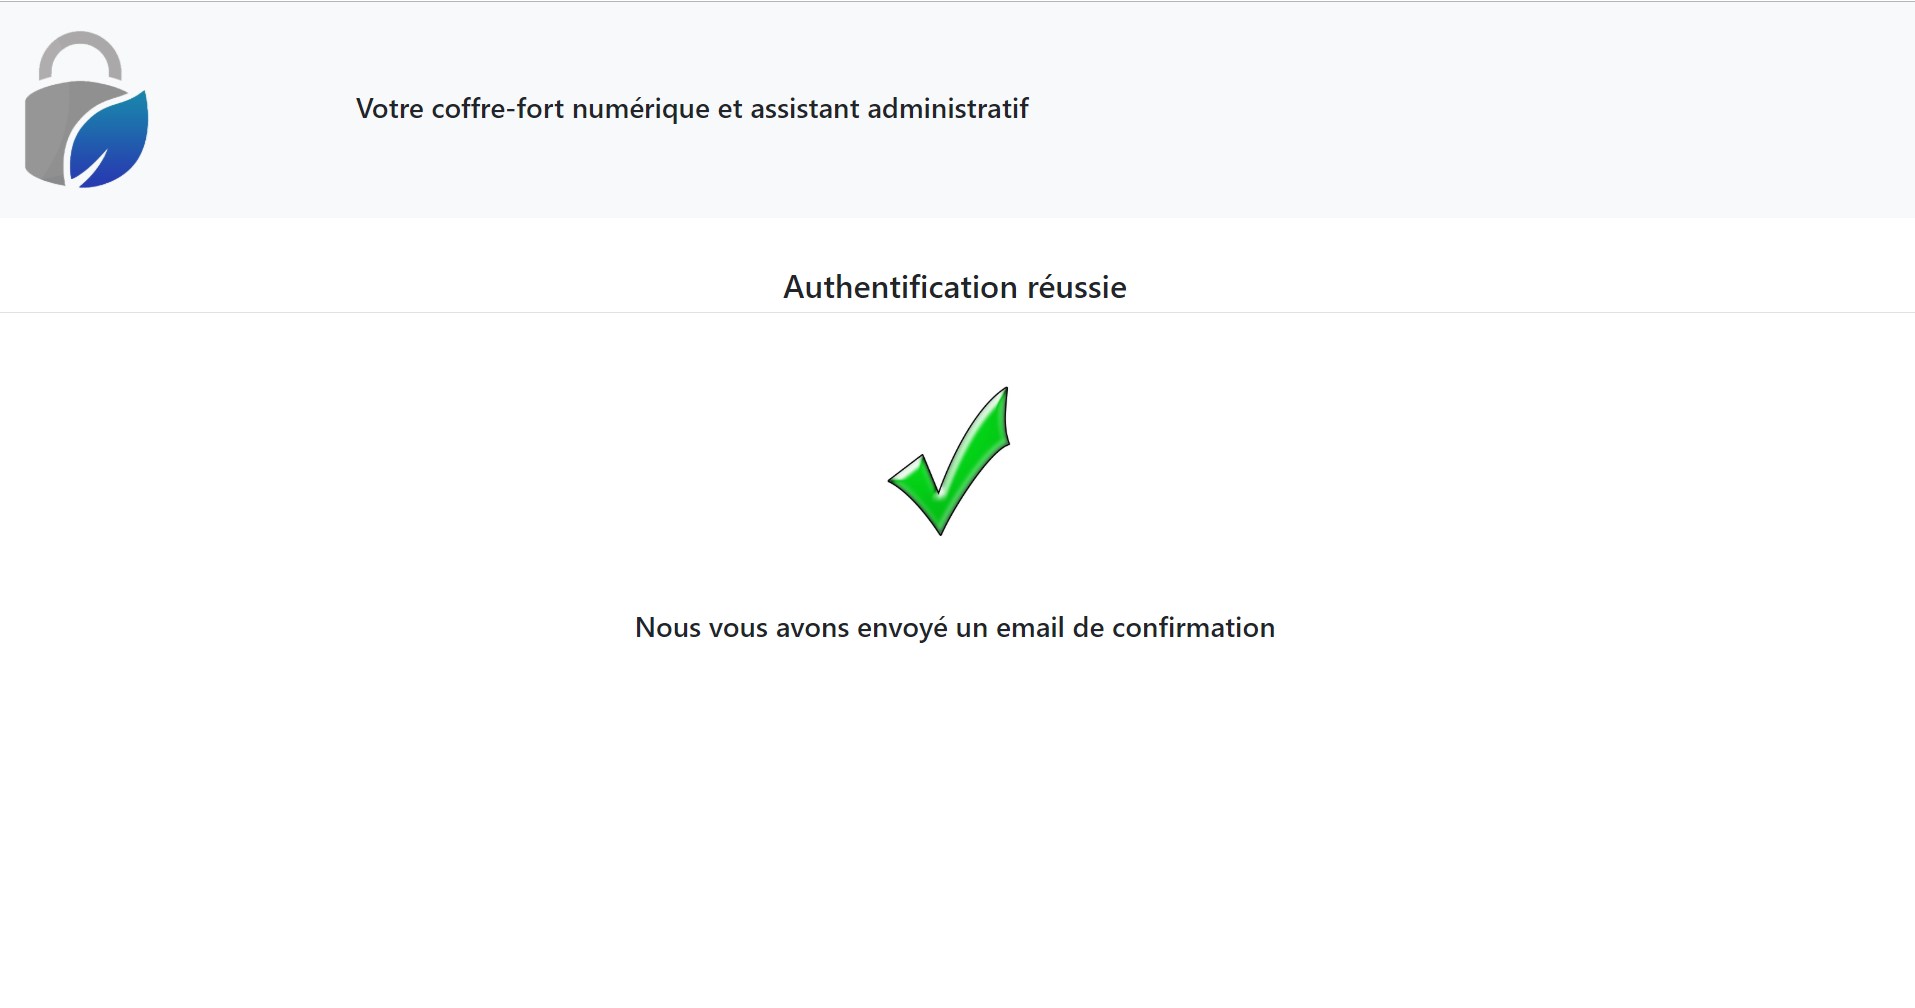 Votre coffre-fort numérique et assistant administratif
Authentification réussie
Nous vous avons envoyé un email de confirmation